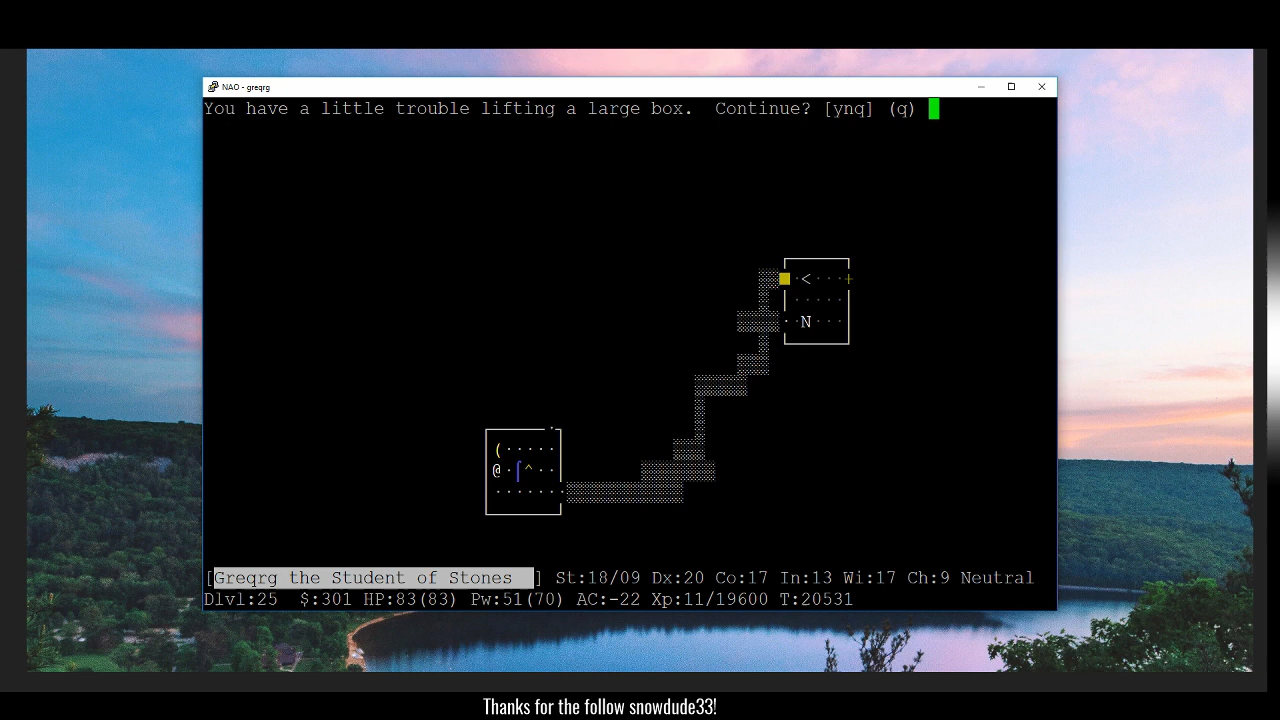 NAO - greqrg
You have a little trouble lifting a large box.  Continue? [ynq] (q)
<
N
(
@ ⌠ ^
[Greqrg the Student of Stones   ] St:18/09 Dx:20 Co:17 In:13 Wi:17 Ch:9 Neutral
Dlvl:25  $:301 HP:83(83) Pw:51(70) AC:-22 Xp:11/19600 T:20531
Thanks for the follow snowdude33!